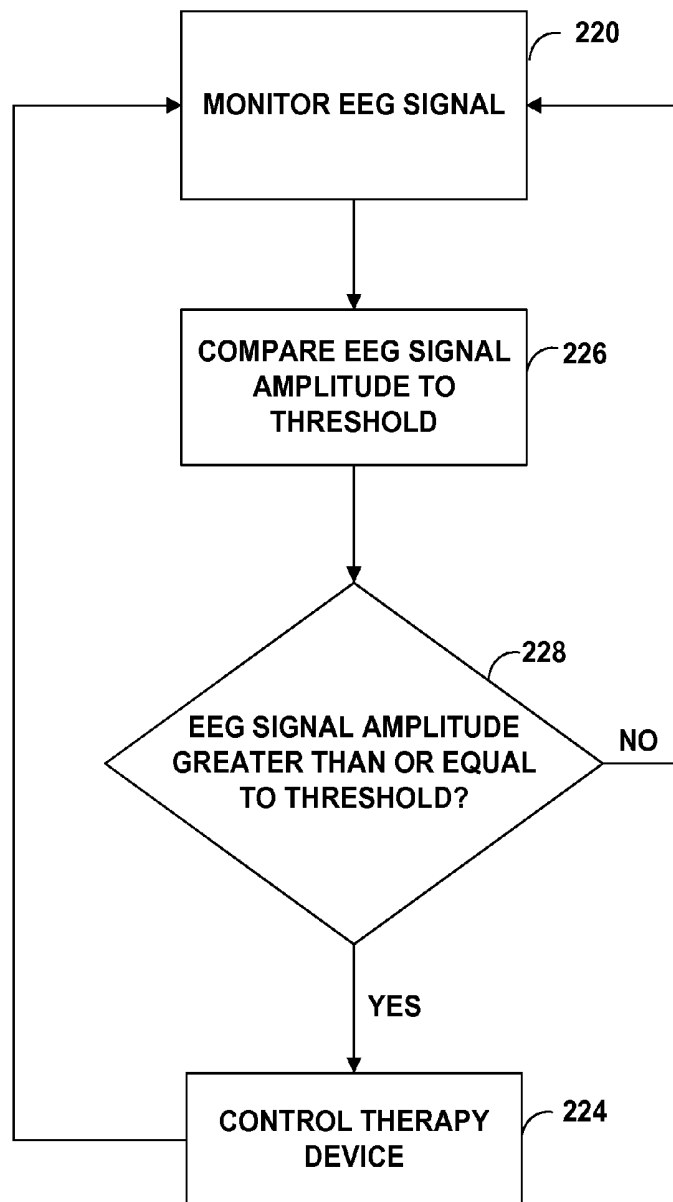 220
MONITOR EEG SIGNAL
COMPARE EEG SIGNAL
AMPLITUDE TO
THRESHOLD
226
228
EEG SIGNAL AMPLITUDE
GREATER THAN OR EQUAL
TO THRESHOLD?
NO
YES
CONTROL THERAPY
DEVICE
224